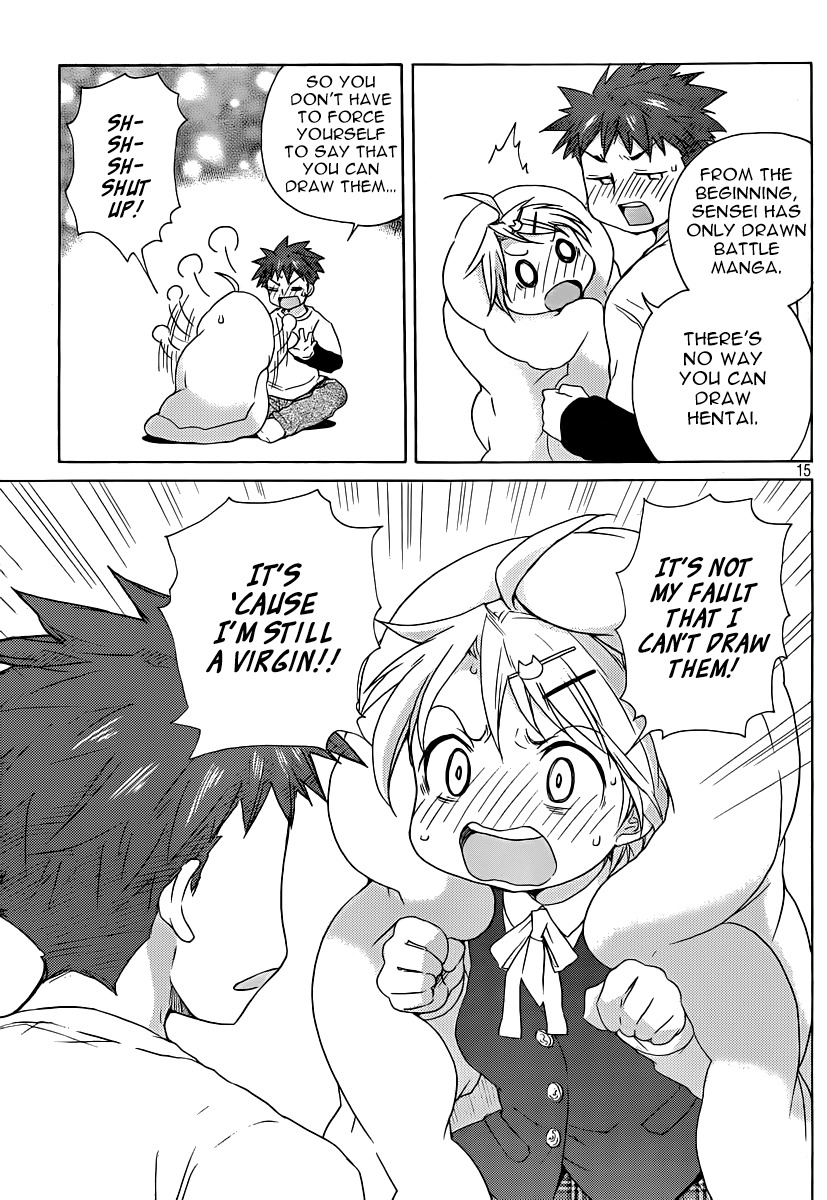 FROM THE
BEGINNING,
SENSEI HAS
ONLY DRAWN
BATTLE
MANGA.
THERE'S
NO WAY
YOU CAN
DRAW
HENTAI.
SO YOU
DON'T HAVE
TO FORCE
YOURSELF
TO SAY THAT
YOU CAN
DRAW THEM...
SH-
SH-
SH-
SHUT
UP!
15
IT'S NOT
MY FAULT
THAT I
CAN'T DRAW
THEM!
IT'S
'CAUSE
I'M STILL
A VIRGIN!!